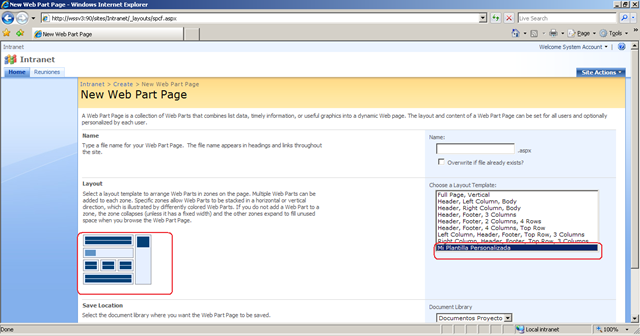 New Web Part Page - Windows Internet Explorer
http://wssv3:90/sites/Intranet/_layouts/spcf.aspx
Live Search
New Web Part Page
Page
Tools
Intranet
Welcome System Account
Intranet
Home
Reuniones
Site Actions
Intranet > Create > New Web Part Page
New Web Part Page
A Web Part Page is a collection of Web Parts that combines list data, timely information, or useful graphics into a dynamic Web page. The layout and content of a Web Part Page can be set for all users and optionally
personalized by each user.
Name
Type a file name for your Web Part Page. The file name appears in headings and links throughout
the site.
Name:
.aspx
Overwrite if file already exists?
Layout
Select a layout template to arrange Web Parts in zones on the page. Multiple Web Parts can be
added to each zone. Specific zones allow Web Parts to be stacked in a horizontal or vertical
direction, which is illustrated by differently colored Web Parts. If you do not add a Web Part to a
zone, the zone collapses (unless it has a fixed width) and the other zones expand to fill unused
space when you browse the Web Part Page.
Choose a Layout Template:
Full Page, Vertical
Header, Left Column, Body
Header, Right Column, Body
Header, Footer, 3 Columns
Header, Footer, 2 Columns, 4 Rows
Header, Footer, 4 Columns, Top Row
Left Column, Header, Footer, Top Row, 3 Columns
Right Column, Header, Footer, Top Row, 3 Columns
Mi Plantilla Personalizada
Save Location
Select the document library where you want the Web Part Page to be saved.
Document Library
Documentos Proyecto
Done
Local intranet
100%